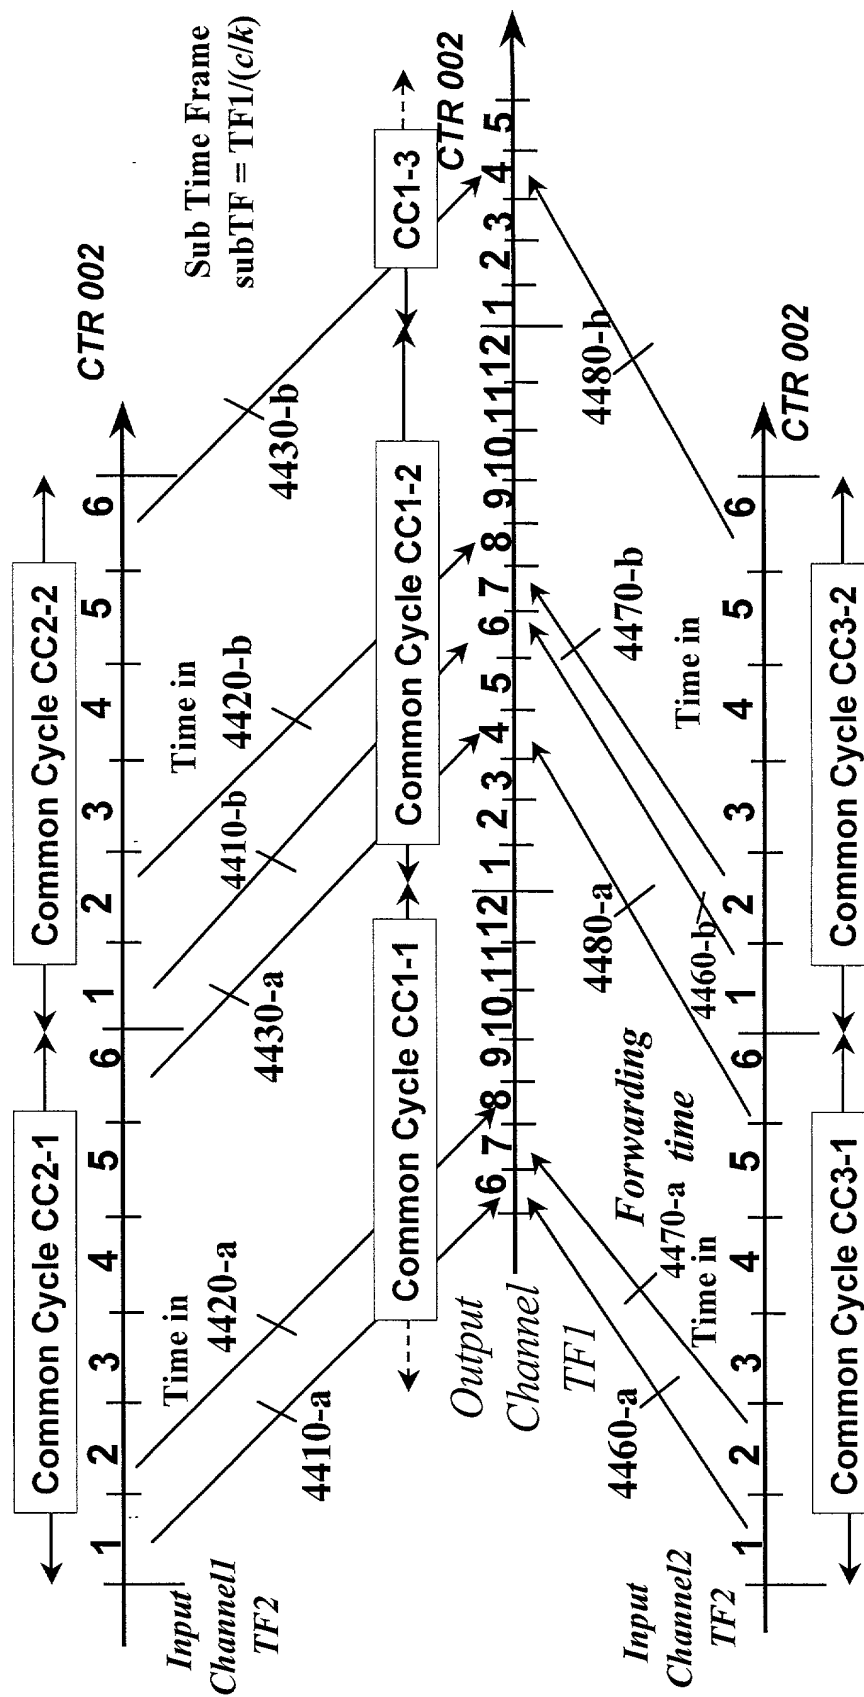 Common Cycle CC2-1
Common Cycle CC2-2
1 2 3 4 5 6 1 2 3 4 5 6
CTR 002
Input
Channel1
TF2
Time in
Time in
Sub Time Frame
subTF = TF1/(c/k)
4410-a
4420-a
4430-a
4410-b
4420-b
4430-b
Common Cycle CC1-1
Common Cycle CC1-2
CC1-3
CTR 002
6 7 8 9 10 11 12 1 2 3 4 5 6 7 8 9 10 11 12 1 2 3 4 5
Output
Channel
TF1
4460-a
4470-a
Forwarding
time
4480-a
4460-b
4470-b
4480-b
Time in
Time in
Input
Channel2
TF2
1 2 3 4 5 6 1 2 3 4 5 6
CTR 002
Common Cycle CC3-1
Common Cycle CC3-2